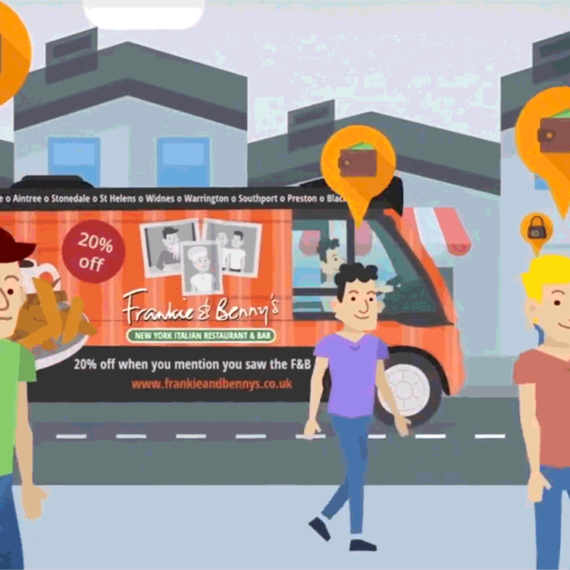 Aintree o Stonedale o St Helens o Widnes o Warrington o Southport o Preston o
20%
off
Frankie & Benny's
NEW YORK ITALIAN RESTAURANT & BAR
20% off when you mention you saw the F&B
www.frankieandbennys.co.uk